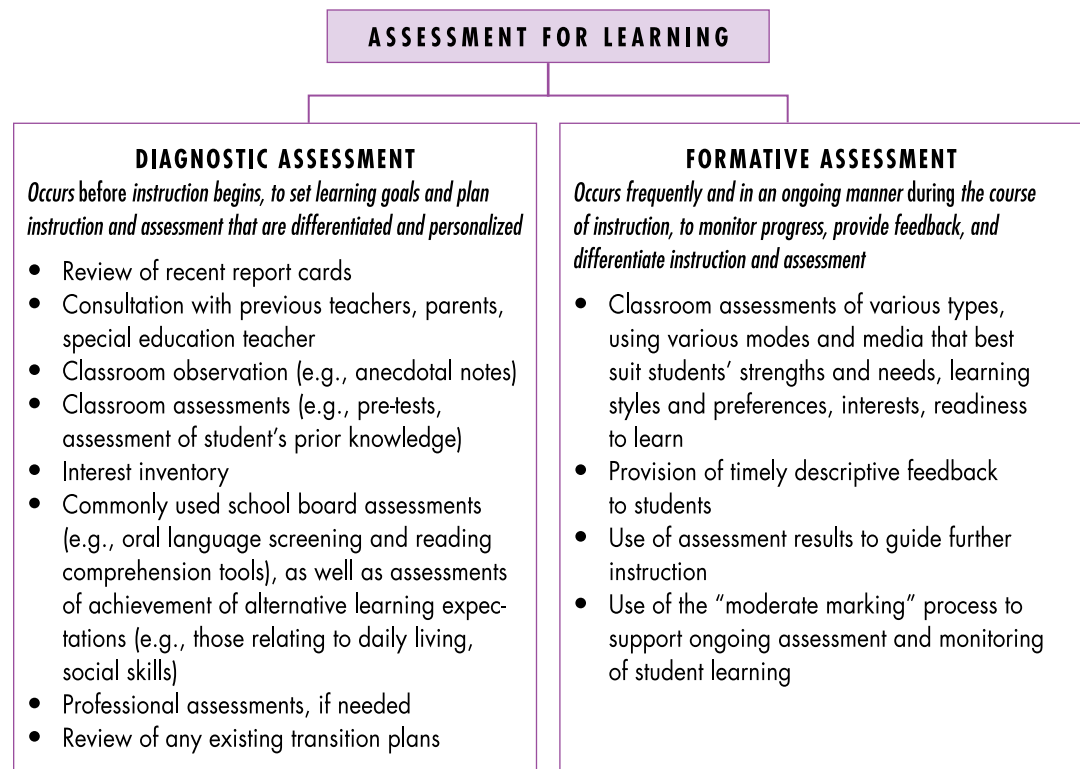 ASSESSMENT FOR LEARNING
DIAGNOSTIC ASSESSMENT
Occurs before instruction begins, to set learning goals and plan
instruction and assessment that are differentiated and personalized
• Review of recent report cards
• Consultation with previous teachers, parents,
special education teacher
• Classroom observation (e.g., anecdotal notes)
• Classroom assessments (e.g., pre-tests,
assessment of student’s prior knowledge)
• Interest inventory
• Commonly used school board assessments
(e.g., oral language screening and reading
comprehension tools), as well as assessments
of achievement of alternative learning expec-
tations (e.g., those relating to daily living,
social skills)
• Professional assessments, if needed
• Review of any existing transition plans
FORMATIVE ASSESSMENT
Occurs frequently and in an ongoing manner during the course
of instruction, to monitor progress, provide feedback, and
differentiate instruction and assessment
• Classroom assessments of various types,
using various modes and media that best
suit students’ strengths and needs, learning
styles and preferences, interests, readiness
to learn
• Provision of timely descriptive feedback
to students
• Use of assessment results to guide further
instruction
• Use of the “moderate marking” process to
support ongoing assessment and monitoring
of student learning